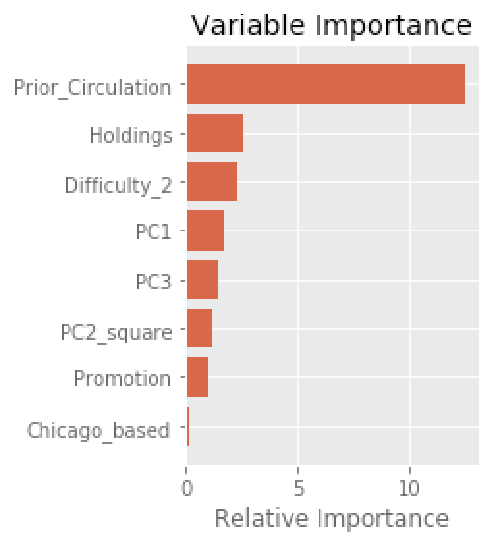 Variable Importance
Prior_Circulation
Holdings
Difficulty_2
PC1
PC3
PC2_square
Promotion
Chicago_based
0 5 10
Relative Importance